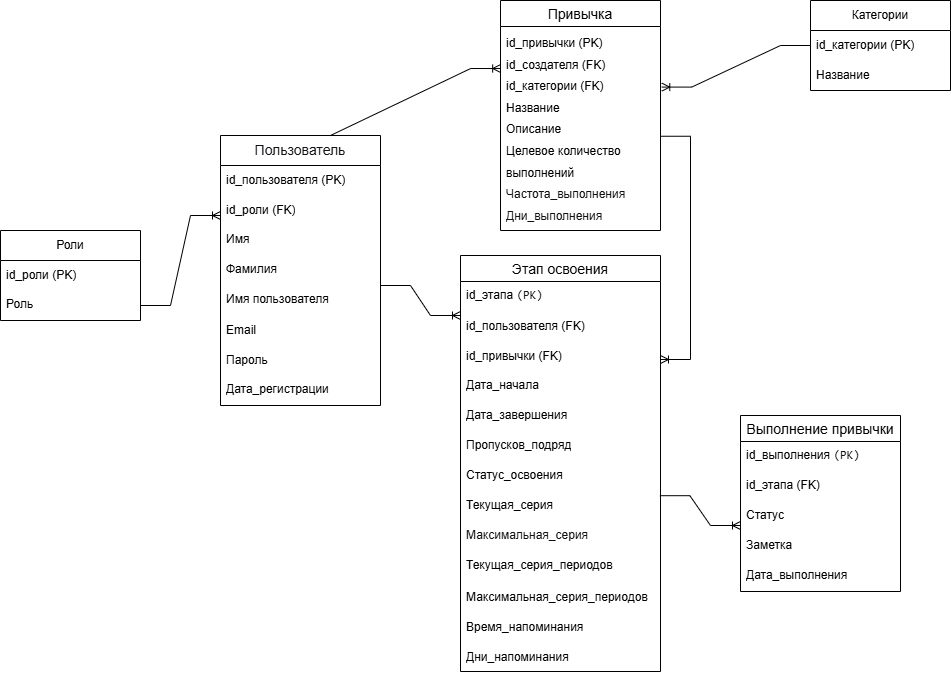 Привычка
id_привычки (PK)
id_создателя (FK)
id_категории (FK)
Название
Описание
Целевое количество
выполнений
Частота_выполнения
Дни_выполнения
Категории
id_категории (PK)
Название
Пользователь
id_пользователя (PK)
id_роли (FK)
Имя
Фамилия
Имя пользователя
Email
Пароль
Дата_регистрации
Роли
id_роли (PK)
Роль
Этап освоения
id_этапа (PK)
id_пользователя (FK)
id_привычки (FK)
Дата_начала
Дата_завершения
Пропусков_подряд
Статус_освоения
Текущая_серия
Максимальная_серия
Текущая_серия_периодов
Максимальная_серия_периодов
Время_напоминания
Дни_напоминания
Выполнение привычки
id_выполнения (PK)
id_этапа (FK)
Статус
Заметка
Дата_выполнения